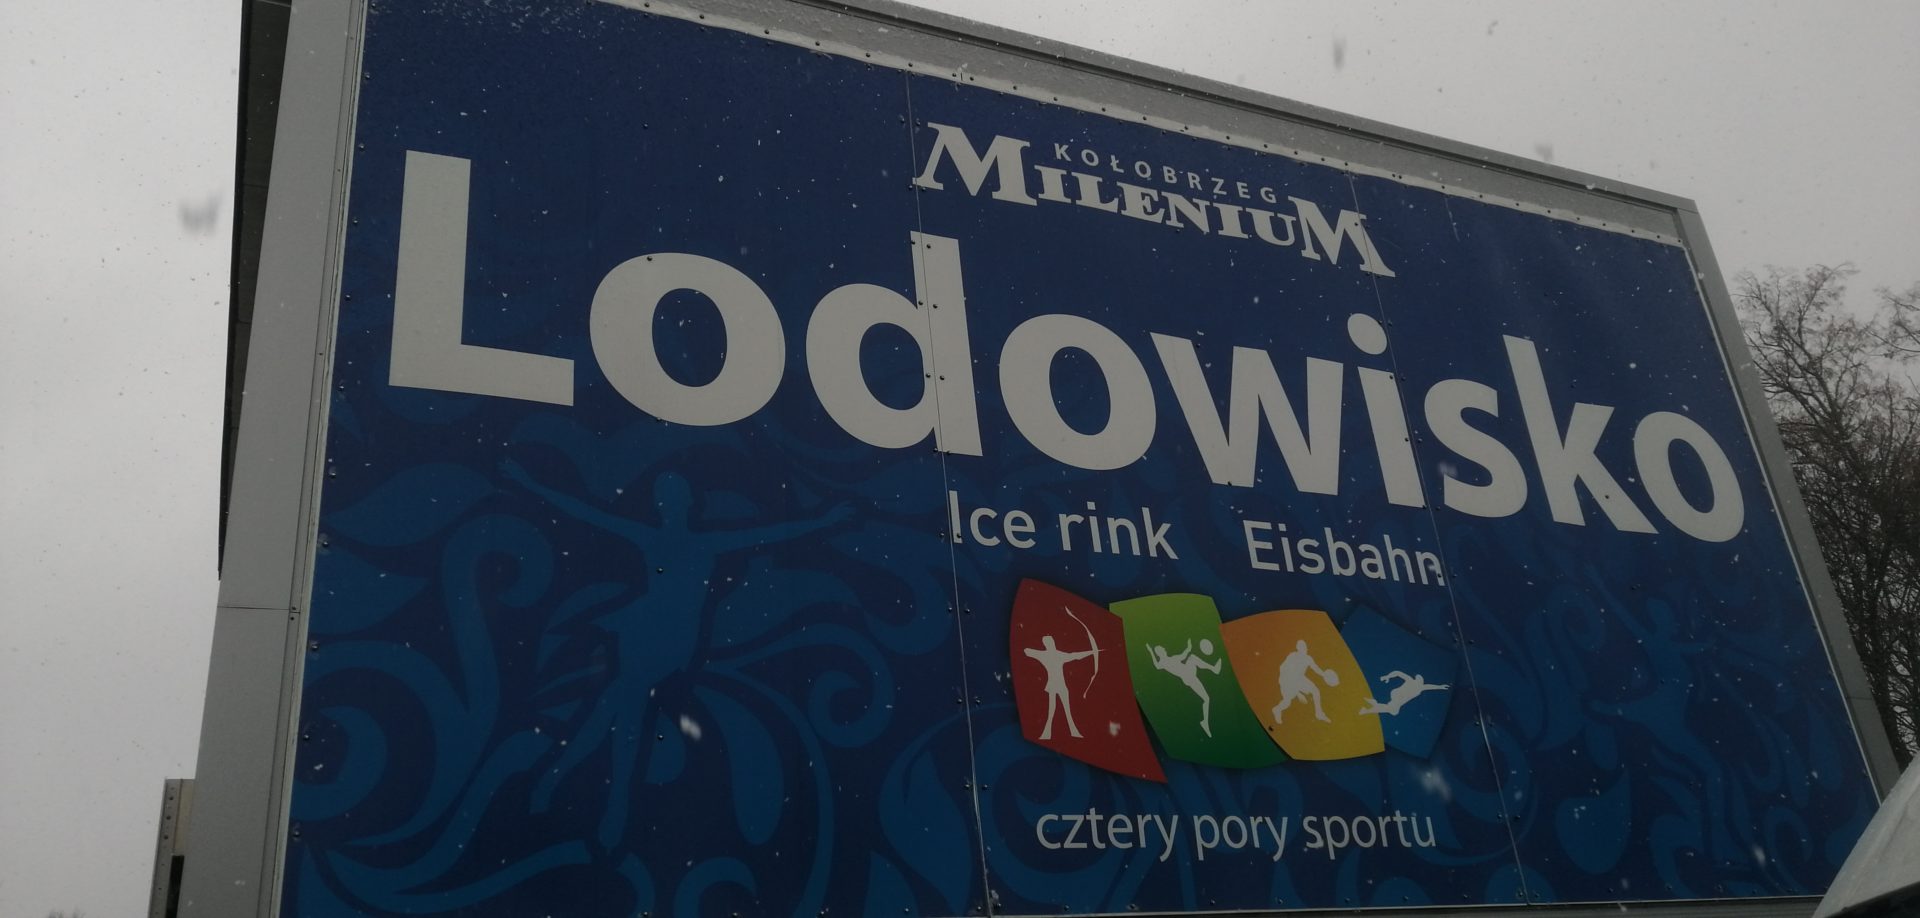 KOŁOBRZEG
MILENIUM
Lodowisko
Ice rink Eisbahn
cztery pory sportu